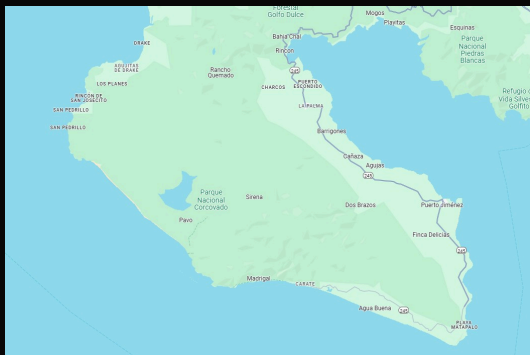 Forestal
Golfo Dulce
Mogos
Playitas
Esquinas
Bahía Chal
Rincon
DRAKE
Parque
Nacional
Piedras
Blancas
AGUJITAS
DE DRAKE
Rancho
Quemado
245
LOS PLANES
CHARCOS
PUERTO
ESCONDIDO
Refugio d
Vida Silves
Golfito
RINCÓN DE
SAN JOSECITO
LA PALMA
SAN PEDRILLO
SAN PEDRILLO
Barrigones
Cañaza
Agujas
245
Parque
Nacional
Corcovado
Sirena
Dos Brazos
Puerto Jiménez
Pavo
Finca Delicias
245
Madrigal
CARATE
Agua Buena
245
PLAYA
MATAPALO